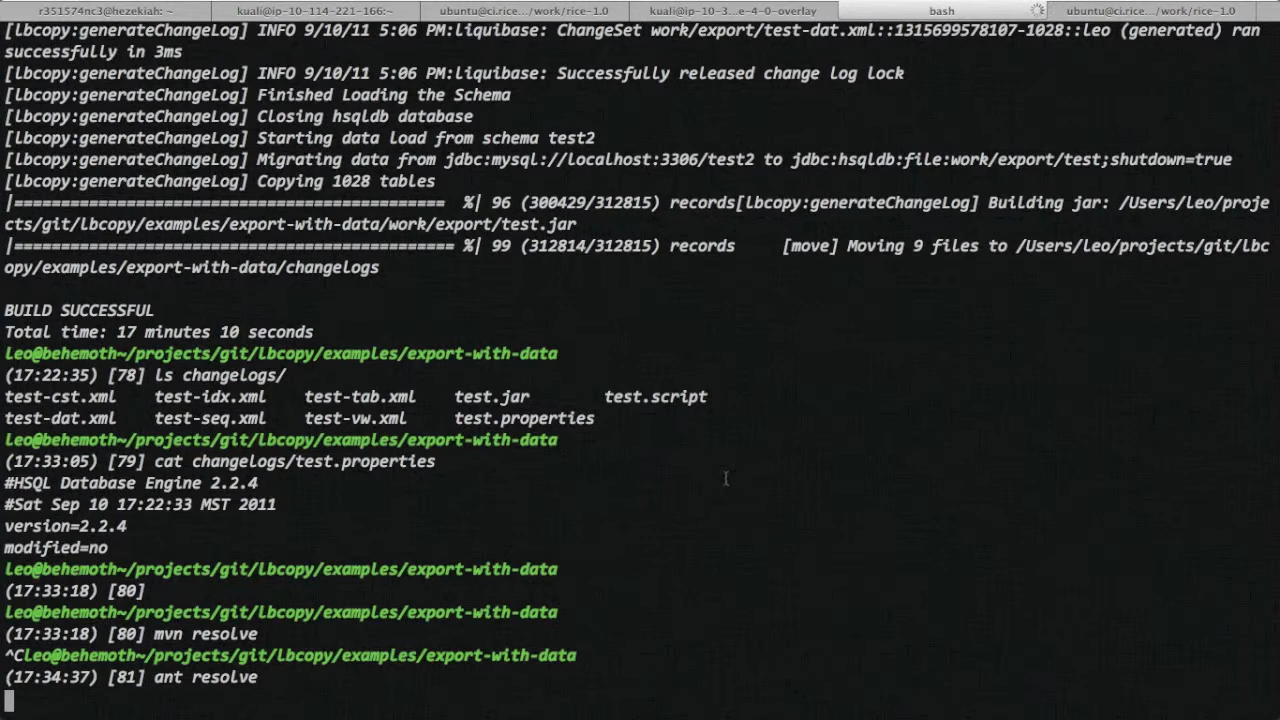 r351574nc3@hezekiah: ~ kuali@ip-10-114-221-166:~ ubuntu@ci.rice.../work/rice-1.0 kuali@ip-10-3...e-4-0-overlay bash ubuntu@ci.rice.../work/rice-1.0
[lbcopy:generateChangeLog] INFO 9/10/11 5:06 PM:liquibase: ChangeSet work/export/test-dat.xml::1315699578107-1028::leo (generated) ran
successfully in 3ms
[lbcopy:generateChangeLog] INFO 9/10/11 5:06 PM:liquibase: Successfully released change log lock
[lbcopy:generateChangeLog] Finished Loading the Schema
[lbcopy:generateChangeLog] Closing hsqldb database
[lbcopy:generateChangeLog] Starting data load from schema test2
[lbcopy:generateChangeLog] Migrating data from jdbc:mysql://localhost:3306/test2 to jdbc:hsqldb:file:work/export/test;shutdown=true
[lbcopy:generateChangeLog] Copying 1028 tables
|============================================== %| 96 (300429/312815) records[lbcopy:generateChangeLog] Building jar: /Users/leo/proje
cts/git/lbcopy/examples/export-with-data/work/export/test.jar
|=============================================== %| 99 (312814/312815) records     [move] Moving 9 files to /Users/leo/projects/git/lbc
opy/examples/export-with-data/changelogs
BUILD SUCCESSFUL
Total time: 17 minutes 10 seconds
leo@behemoth~/projects/git/lbcopy/examples/export-with-data
(17:22:35) [78] ls changelogs/
test-cst.xml    test-idx.xml    test-tab.xml    test.jar        test.script
test-dat.xml    test-seq.xml    test-vw.xml     test.properties
leo@behemoth~/projects/git/lbcopy/examples/export-with-data
(17:33:05) [79] cat changelogs/test.properties
#HSQL Database Engine 2.2.4
#Sat Sep 10 17:22:33 MST 2011
version=2.2.4
modified=no
leo@behemoth~/projects/git/lbcopy/examples/export-with-data
(17:33:18) [80]
leo@behemoth~/projects/git/lbcopy/examples/export-with-data
(17:33:18) [80] mvn resolve
^Cleo@behemoth~/projects/git/lbcopy/examples/export-with-data
(17:34:37) [81] ant resolve